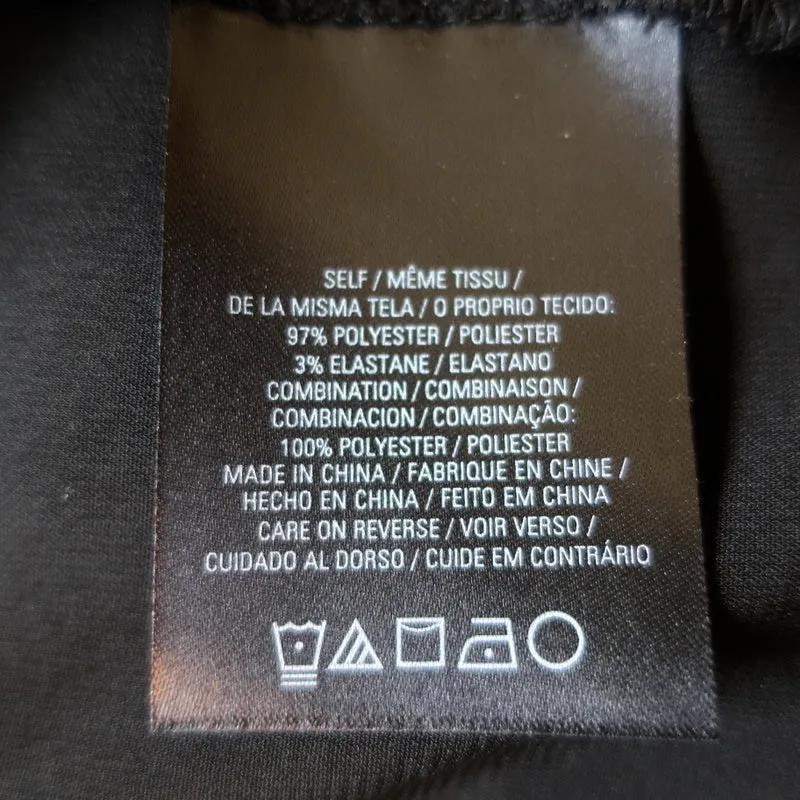 SELF / MÊME TISSU /
DE LA MISMA TELA / O PROPRIO TECIDO:
97% POLYESTER / POLIESTER
3% ELASTANE / ELASTANO
COMBINATION / COMBINAISON /
COMBINACION / COMBINAÇÃO:
100% POLYESTER / POLIESTER
MADE IN CHINA / FABRIQUE EN CHINE /
HECHO EN CHINA / FEITO EM CHINA
CARE ON REVERSE / VOIR VERSO /
CUIDADO AL DORSO / CUIDE EM CONTRÁRIO